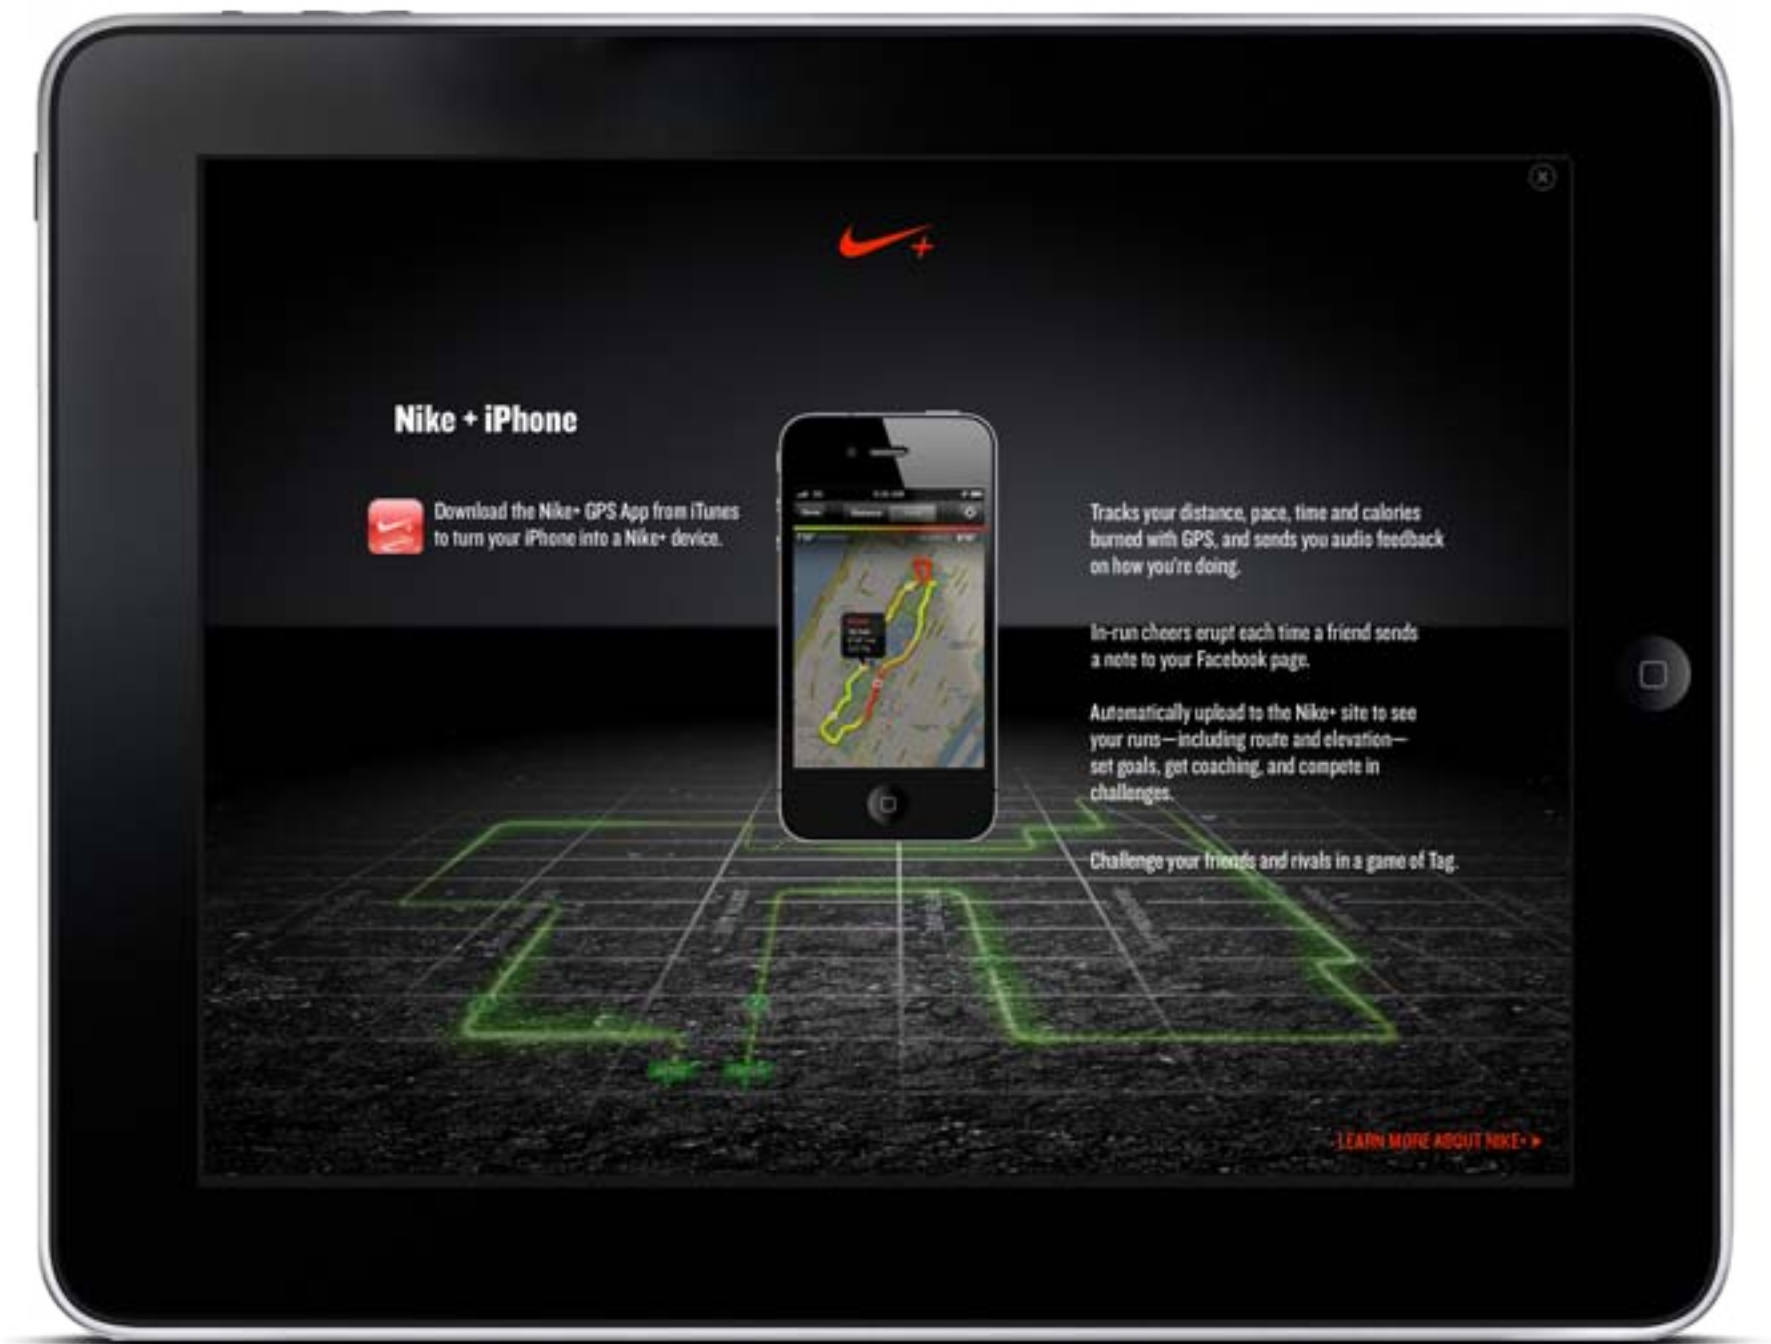 Nike + iPhone
Download the Nike+ GPS App from iTunes
to turn your iPhone into a Nike+ device.
Tracks your distance, pace, time and calories
burned with GPS, and sends you audio feedback
on how you're doing.
In-run cheers erupt each time a friend sends
a note to your Facebook page.
Automatically upload to the Nike+ site to see
your runs—including route and elevation—
set goals, get coaching, and compete in
challenges.
Challenge your friends and rivals in a game of Tag.
LEARN MORE ABOUT NIKE+